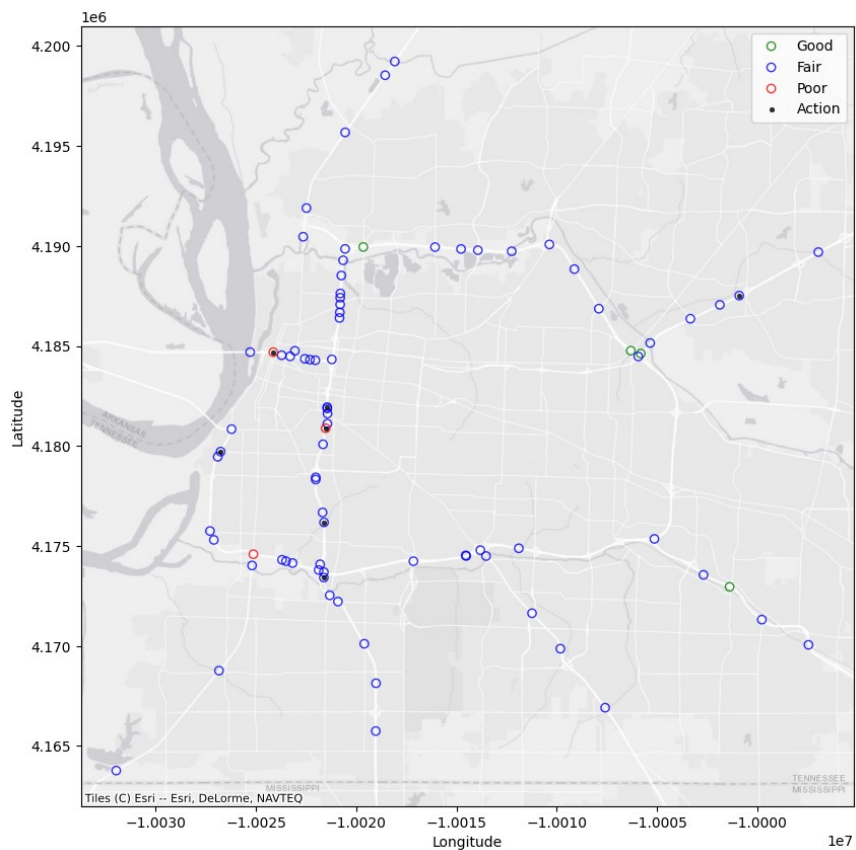 1e6
4.200
4.195
4.190
4.185
4.180
4.175
4.170
4.165
Latitude
Good
Fair
Poor
Action
ARKANSAS
TENNESSEE
TENNESSEE
MISSISSIPPI
MISSISSIPPI
Tiles (C) Esri -- Esri, DeLorme, NAVTEQ
−1.0030
−1.0025
−1.0020
−1.0015
−1.0010
−1.0005
−1.0000
1e7
Longitude